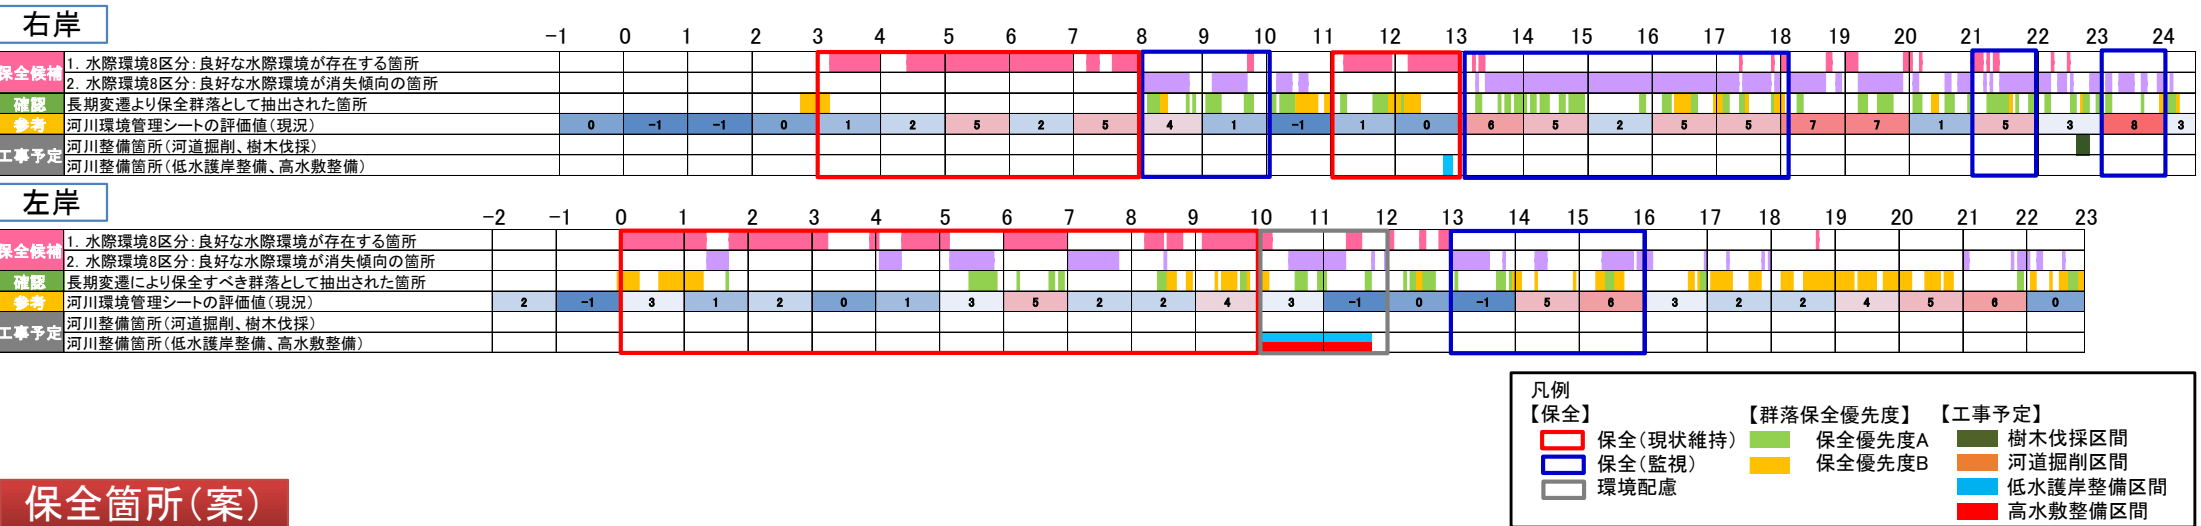 右岸
-1 0 1 2 3 4 5 6 7 8 9 10 11 12 13 14 15 16 17 18 19 20 21 22 23 24
保全候補
1. 水際環境8区分:良好な水際環境が存在する箇所
2. 水際環境8区分:良好な水際環境が消失傾向の箇所
確認 長期変遷より保全群落として抽出された箇所
参考 河川環境管理シートの評価値(現況) 0 -1 -1 0 1 2 5 2 5 4 1 -1 1 0 6 5 2 5 5 7 7 1 5 3 8 3
工事予定
河川整備箇所(河道掘削、樹木伐採)
河川整備箇所(低水護岸整備、高水敷整備)
左岸
-2 -1 0 1 2 3 4 5 6 7 8 9 10 11 12 13 14 15 16 17 18 19 20 21 22 23
保全候補
1. 水際環境8区分:良好な水際環境が存在する箇所
2. 水際環境8区分:良好な水際環境が消失傾向の箇所
確認 長期変遷により保全すべき群落として抽出された箇所
参考 河川環境管理シートの評価値(現況) 2 -1 3 1 2 0 1 3 5 2 2 4 3 -1 0 -1 5 6 3 2 2 4 5 6 0
工事予定
河川整備箇所(河道掘削、樹木伐採)
河川整備箇所(低水護岸整備、高水敷整備)
凡例
【保全】 【群落保全優先度】 【工事予定】
保全(現状維持) 保全優先度A 樹木伐採区間
保全(監視) 保全優先度B 河道掘削区間
環境配慮 低水護岸整備区間
高水敷整備区間
保全箇所(案)